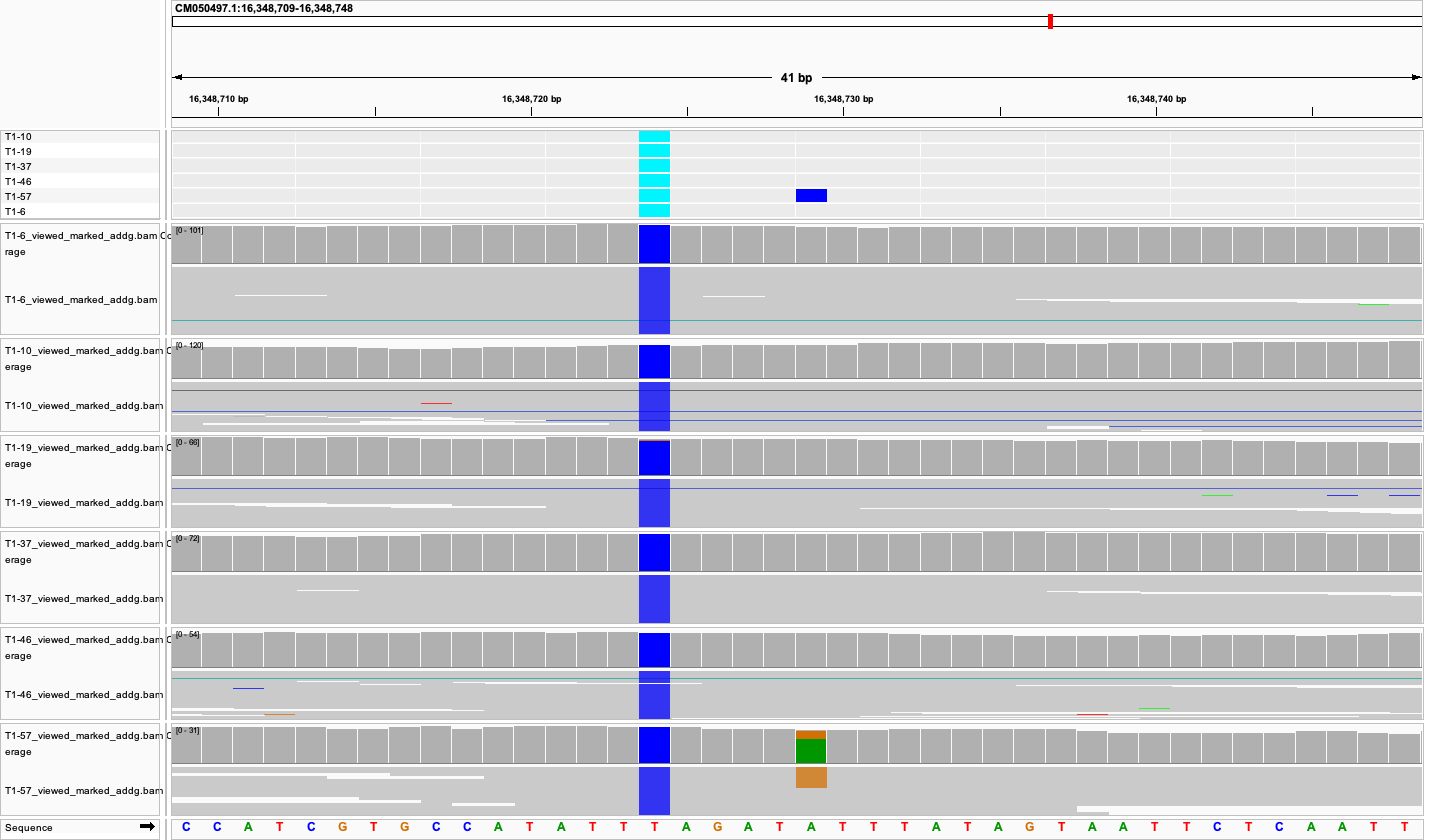 CM050497.1:16,348,709-16,348,748
41 bp
16,348,710 bp 16,348,720 bp 16,348,730 bp 16,348,740 bp
T1-10
T1-19
T1-37
T1-46
T1-57
T1-6
T1-6_viewed_marked_addg.bam Co
rage
[0 - 101]
T1-6_viewed_marked_addg.bam
T1-10_viewed_marked_addg.bam C
erage
[0 - 120]
T1-10_viewed_marked_addg.bam
T1-19_viewed_marked_addg.bam C
erage
[0 - 66]
T1-19_viewed_marked_addg.bam
T1-37_viewed_marked_addg.bam C
erage
[0 - 72]
T1-37_viewed_marked_addg.bam
T1-46_viewed_marked_addg.bam C
erage
[0 - 54]
T1-46_viewed_marked_addg.bam
T1-57_viewed_marked_addg.bam C
erage
[0 - 31]
T1-57_viewed_marked_addg.bam
Sequence C C A T C G T G C C A T A T T T A G A T A T T T A T A G T A A T T C T C A A T T